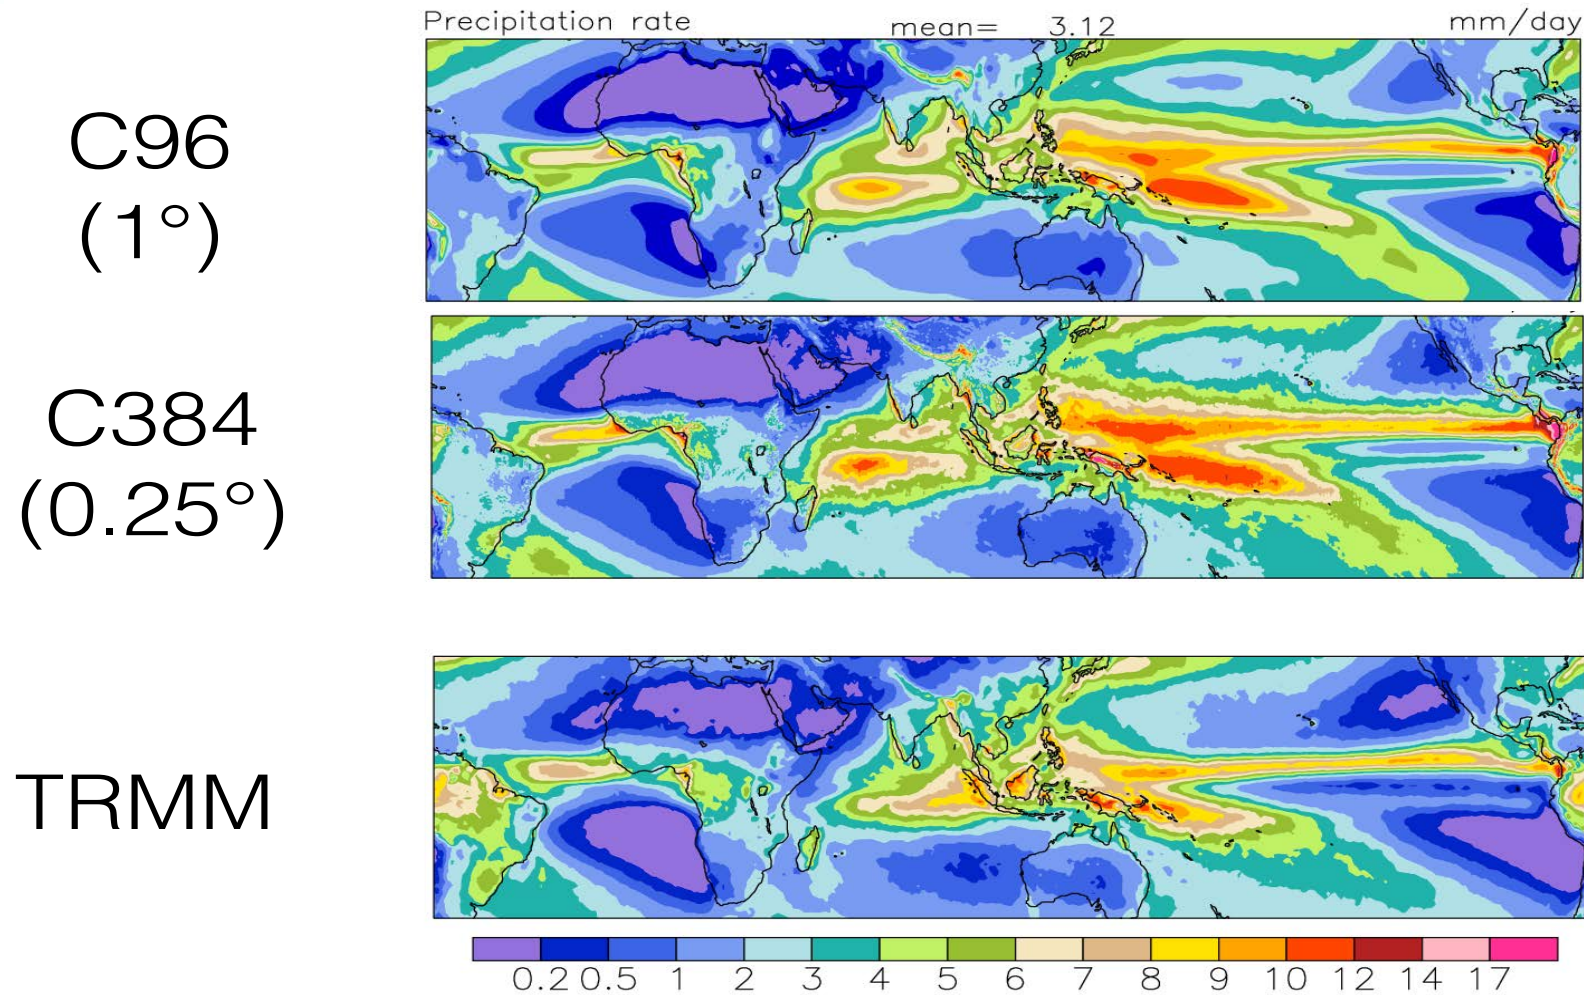 Precipitation rate mean= 3.12 mm/day
C96
(1°)
C384
(0.25°)
TRMM
0.2 0.5 1 2 3 4 5 6 7 8 9 10 12 14 17